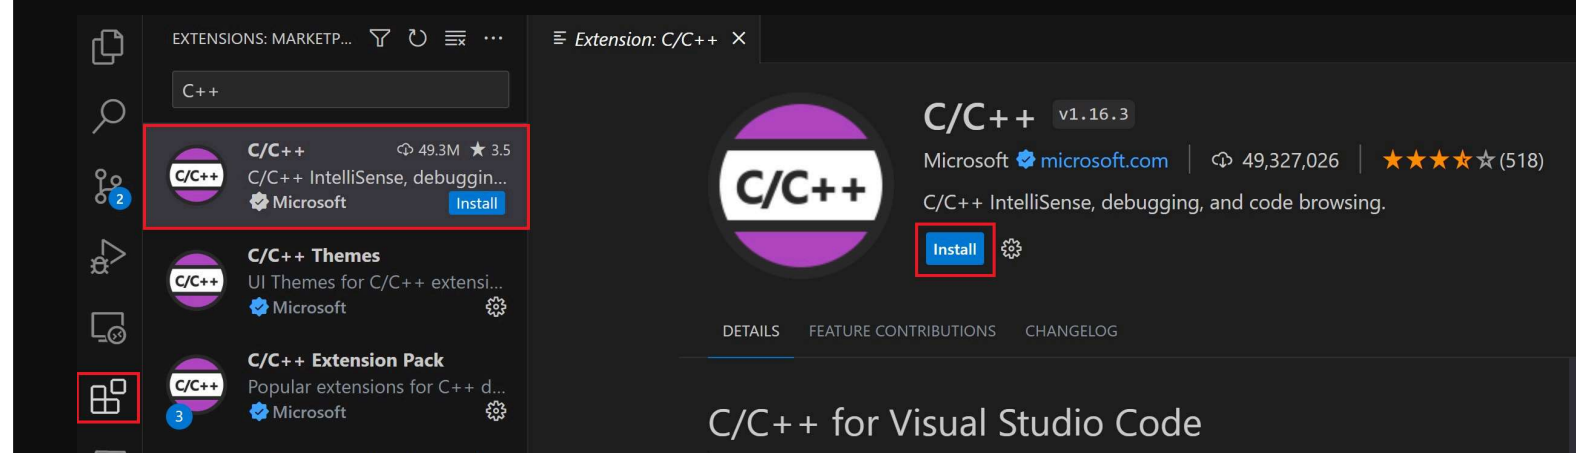 EXTENSIONS: MARKETP...
C++
C/C++ 49.3M ★ 3.5
C/C++ IntelliSense, debuggin...
Microsoft Install
C/C++
C/C++ Themes
UI Themes for C/C++ extensi...
Microsoft
C/C++
C/C++ Extension Pack
Popular extensions for C++ d...
Microsoft
C/C++
3
2
Extension: C/C++
C/C++
C/C++ v1.16.3
Microsoft microsoft.com | 49,327,026 | (518)
C/C++ IntelliSense, debugging, and code browsing.
Install
DETAILS FEATURE CONTRIBUTIONS CHANGELOG
C/C++ for Visual Studio Code